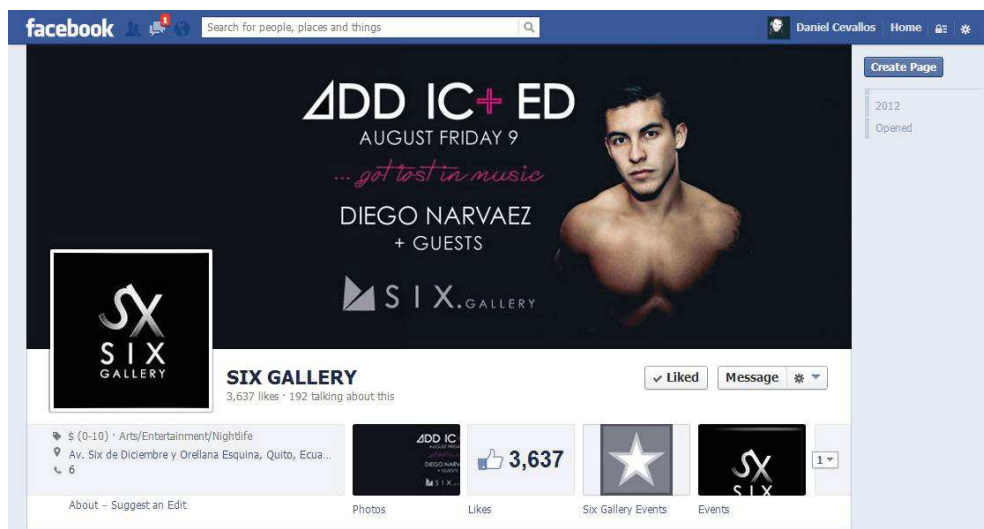 facebook
1
Search for people, places and things
Daniel Cevallos
Home
ADD IC+ ED
AUGUST FRIDAY 9
... got lost in music
DIEGO NARVAEZ
+ GUESTS
S I X. GALLERY
Create Page
2012
Opened
SX
S I X
GALLERY
SIX GALLERY
3,637 likes · 192 talking about this
✓ Liked
Message
$ (0-10) · Arts/Entertainment/Nightlife
Av. Six de Diciembre y Orellana Esquina, Quito, Ecua...
6
About – Suggest an Edit
ADD IC
DIEGO NARV
S I X.
Photos
3,637
Likes
Six Gallery Events
SX
S I X
Events
1